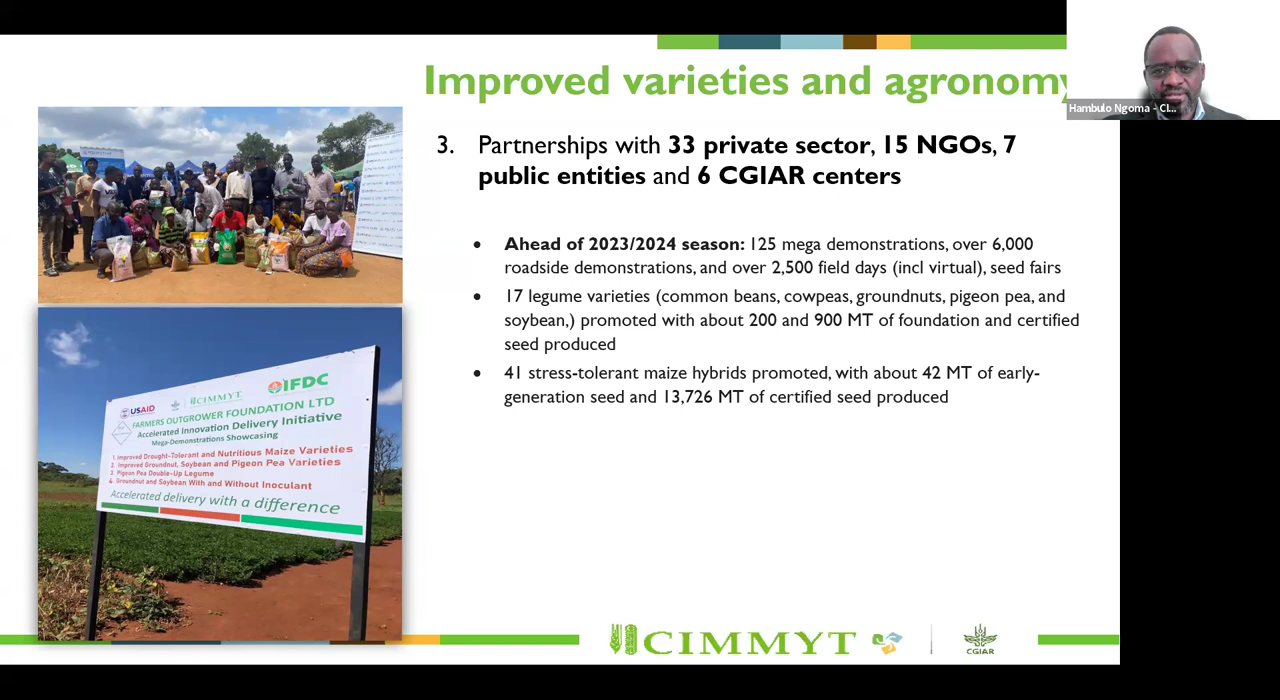 Improved varieties and agronomy
Hambulo Ngoma - CI...
3. Partnerships with 33 private sector, 15 NGOs, 7
public entities and 6 CGIAR centers
• Ahead of 2023/2024 season: 125 mega demonstrations, over 6,000
roadside demonstrations, and over 2,500 field days (incl virtual), seed fairs
• 17 legume varieties (common beans, cowpeas, groundnuts, pigeon pea, and
soybean,) promoted with about 200 and 900 MT of foundation and certified
seed produced
• 41 stress-tolerant maize hybrids promoted, with about 42 MT of early-
generation seed and 13,726 MT of certified seed produced
USAID
CIMMYT
IFDC
FARMERS OUTGROWER FOUNDATION LTD
Accelerated Innovation Delivery Initiative
Mega-Demonstrations Showcasing
1. Improved Drought-Tolerant and Nutritious Maize Varieties
2. Improved Groundnut, Soybean and Pigeon Pea Varieties
3. Pigeon Pea Double-Up Legume
4. Groundnut and Soybean With and Without Inoculant
Accelerated delivery with a difference
CIMMYT
CGIAR